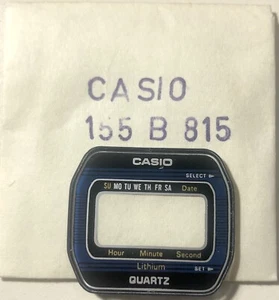 CASIO
155 B 815
CASIO
SELECT
SU MO TU WE TH FR SA Date
Hour Minute Second
Lithium
SET
QUARTZ